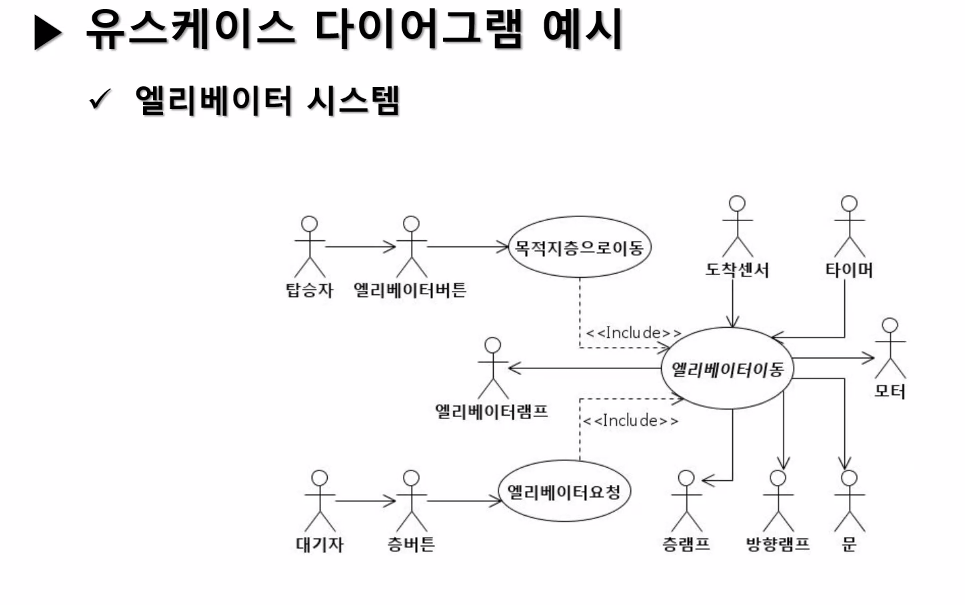 ▶ 유스케이스 다이어그램 예시
✓ 엘리베이터 시스템
탑승자
엘리베이터버튼
목적지층으로이동
도착센서
타이머
<<Include>>
엘리베이터이동
모터
엘리베이터램프
<<Include>>
엘리베이터요청
대기자
층버튼
층램프
방향램프
문